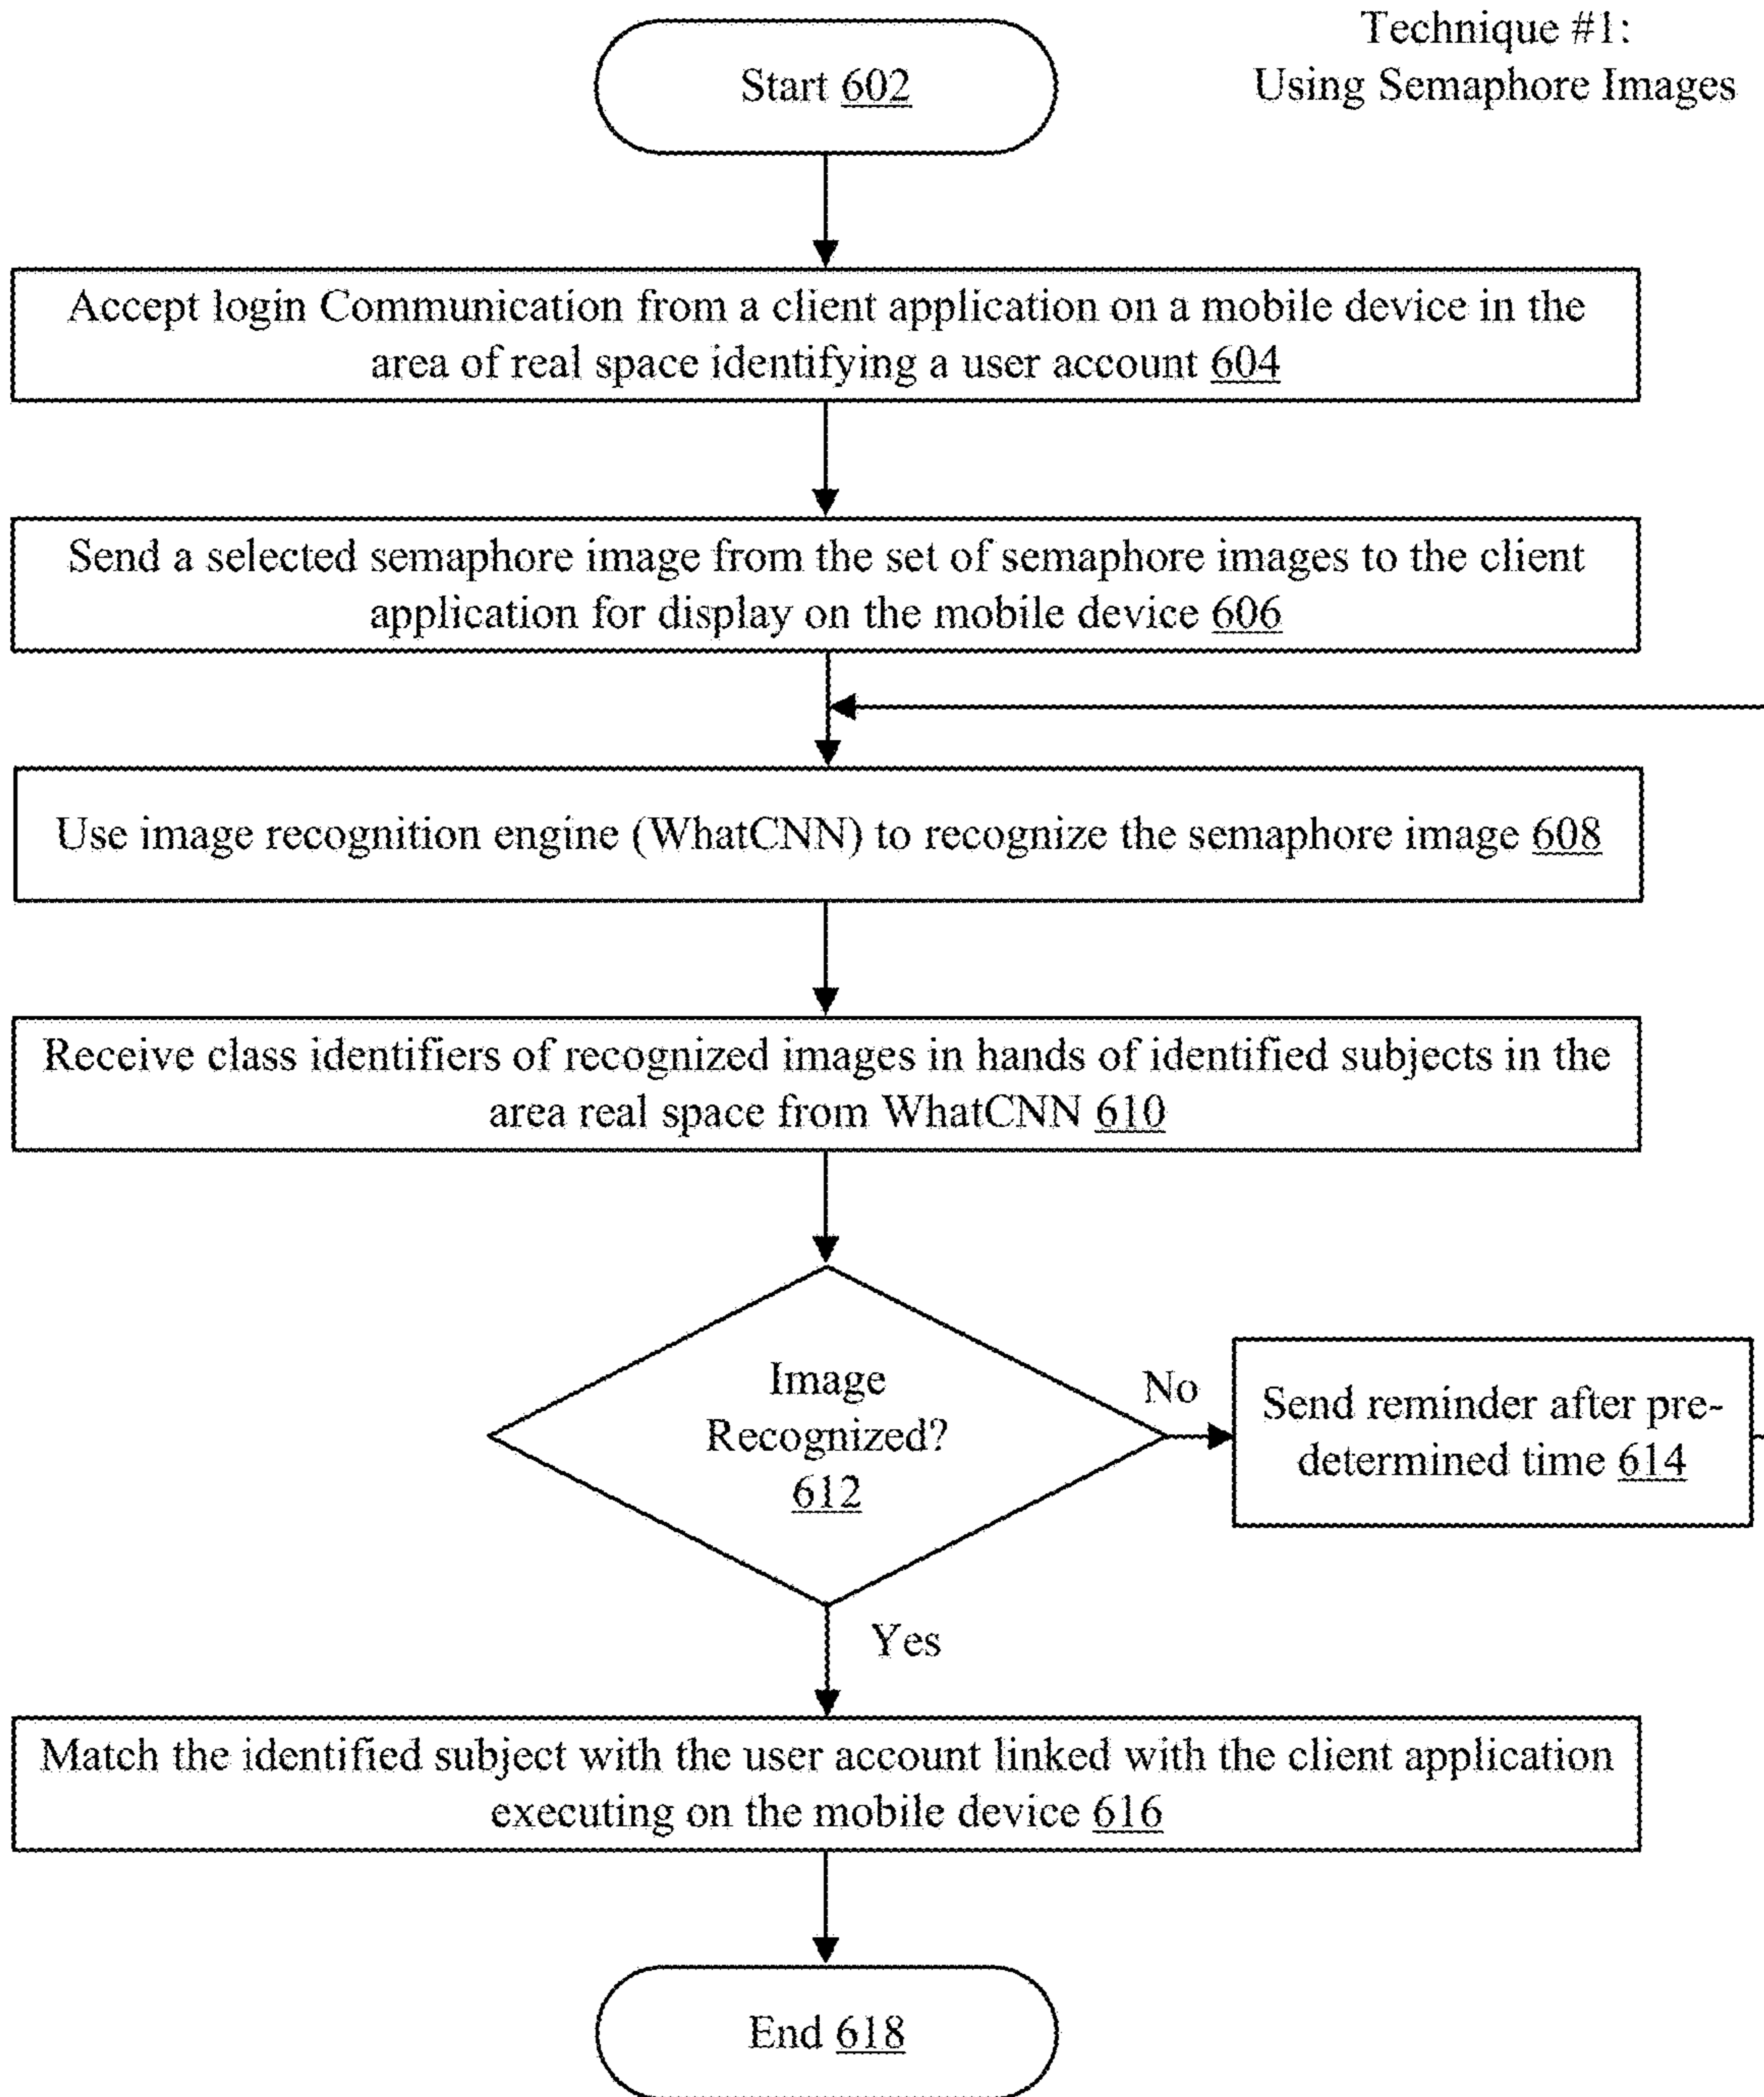 Technique #1:
Using Semaphore Images
Start 602
Accept login Communication from a client application on a mobile device in the
area of real space identifying a user account 604
Send a selected semaphore image from the set of semaphore images to the client
application for display on the mobile device 606
Use image recognition engine (WhatCNN) to recognize the semaphore image 608
Receive class identifiers of recognized images in hands of identified subjects in the
area real space from WhatCNN 610
Image
Recognized?
612
No
Send reminder after pre-
determined time 614
Yes
Match the identified subject with the user account linked with the client application
executing on the mobile device 616
End 618